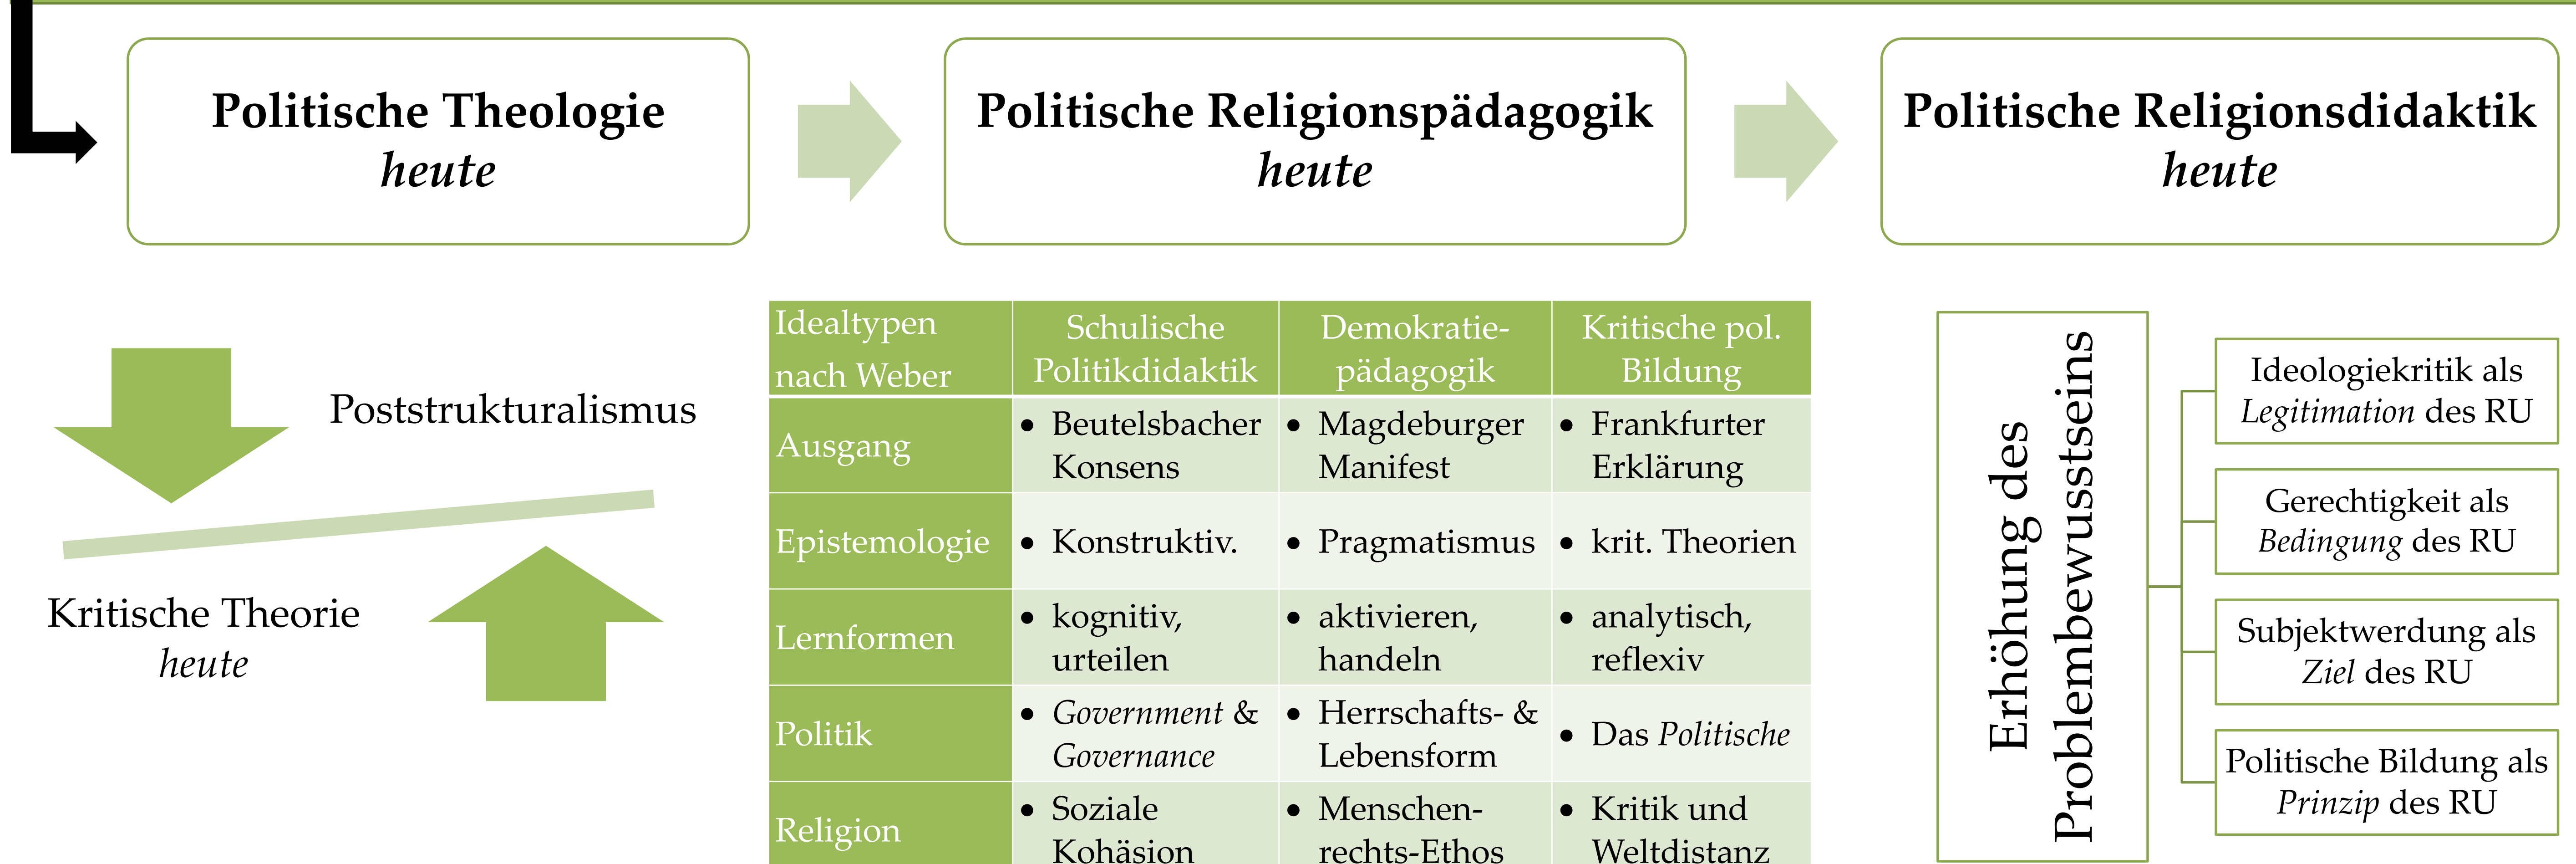 Politische Theologie
heute
Politische Religionspädagogik
heute
Politische Religionsdidaktik
heute
Poststrukturalismus
Kritische Theorie
heute
Idealtypen
nach Weber
Schulische
Politikdidaktik
Demokratie-
pädagogik
Kritische pol.
Bildung
Ausgang
• Beutelsbacher
Konsens
• Magdeburger
Manifest
• Frankfurter
Erklärung
Epistemologie
• Konstruktiv.
• Pragmatismus
• krit. Theorien
Lernformen
• kognitiv,
urteilen
• aktivieren,
handeln
• analytisch,
reflexiv
Politik
• Government &
Governance
• Herrschafts- &
Lebensform
• Das Politische
Religion
• Soziale
Kohäsion
• Menschen-
rechts-Ethos
• Kritik und
Weltdistanz
Erhöhung des
Problembewusstseins
Ideologiekritik als
Legitimation des RU
Gerechtigkeit als
Bedingung des RU
Subjektwerdung als
Ziel des RU
Politische Bildung als
Prinzip des RU